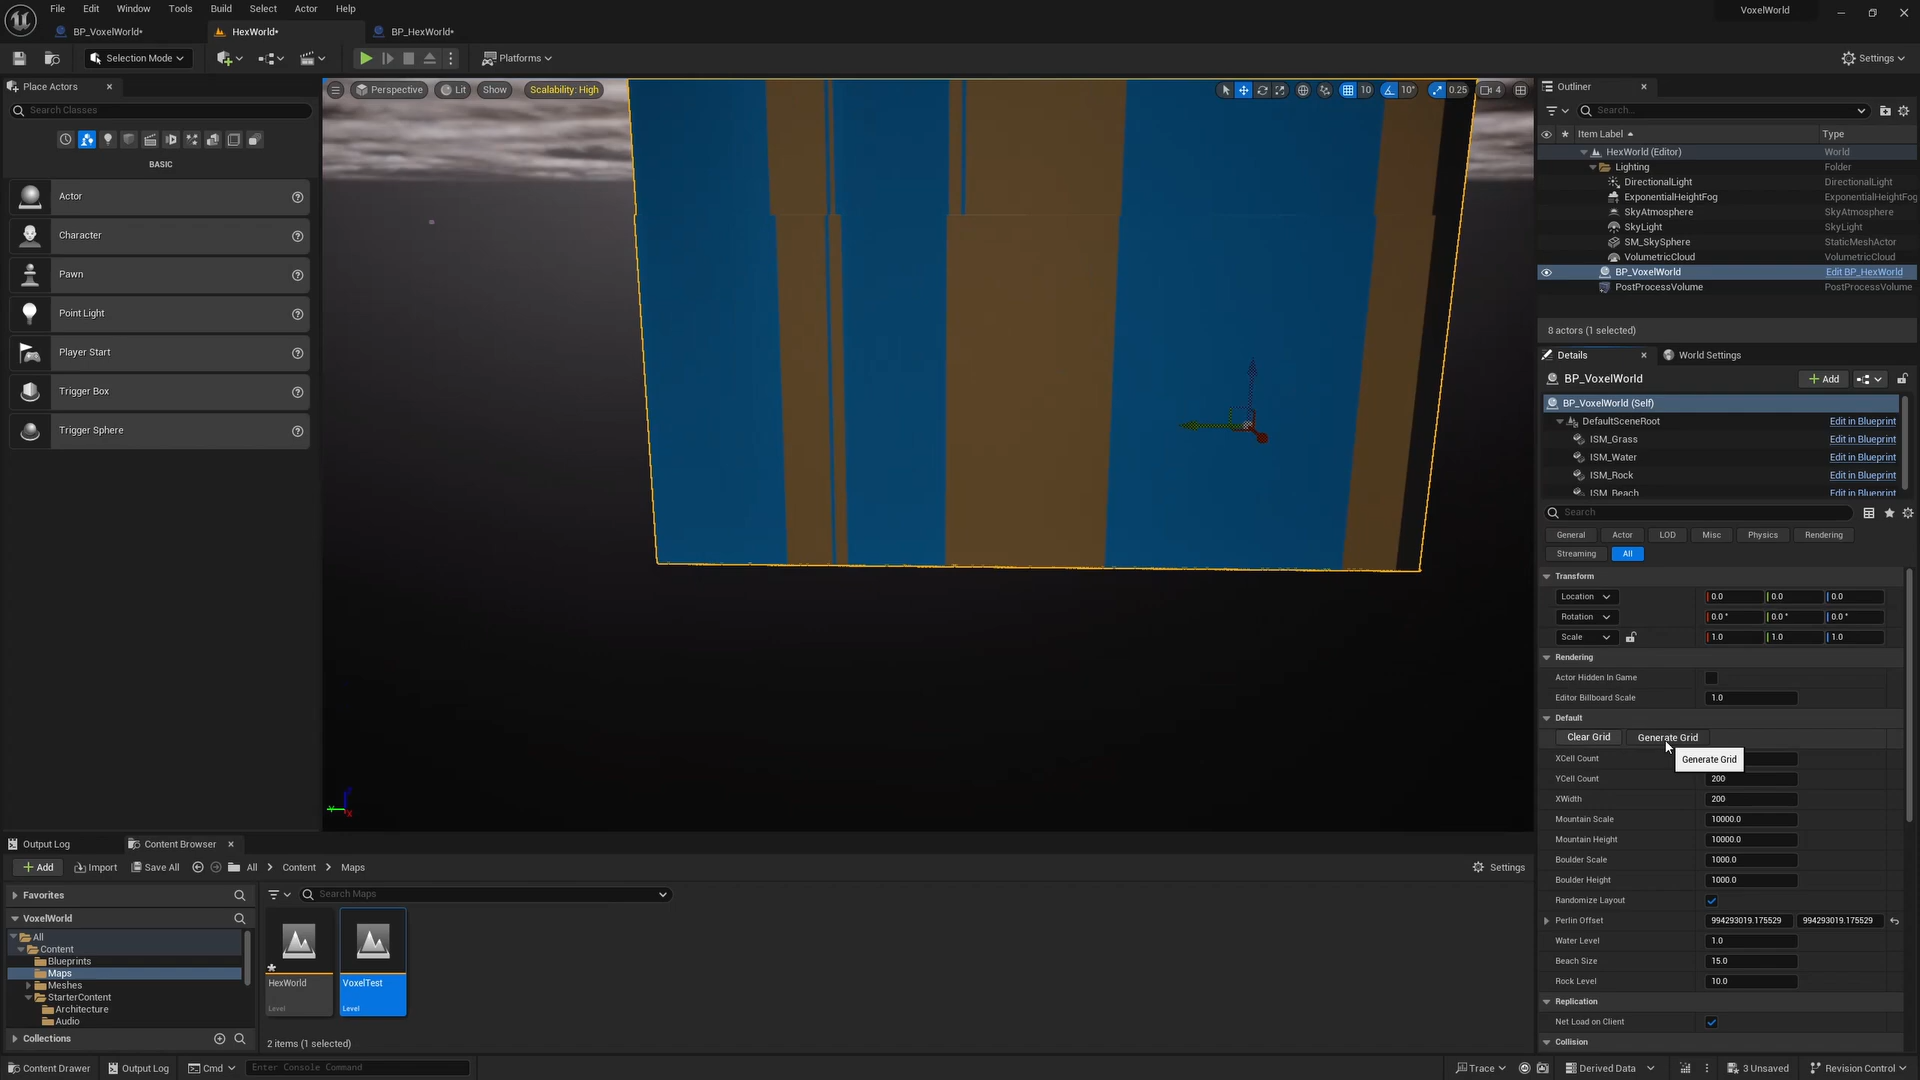 File Edit Window Tools Build Select Actor Help
VoxelWorld
BP_VoxelWorld* HexWorld* BP_HexWorld*
Selection Mode Platforms Settings
Place Actors
Search Classes
BASIC
Actor
Character
Pawn
Point Light
Player Start
Trigger Box
Trigger Sphere
Perspective Lit Show Scalability: High 10 10° 0.25 4
Outliner
Search...
Item Label Type
HexWorld (Editor) World
Lighting Folder
DirectionalLight DirectionalLight
ExponentialHeightFog ExponentialHeightFog
SkyAtmosphere SkyAtmosphere
SkyLight SkyLight
SM_SkySphere StaticMeshActor
VolumetricCloud VolumetricCloud
BP_VoxelWorld Edit BP_HexWorld
PostProcessVolume PostProcessVolume
8 actors (1 selected)
Details World Settings
BP_VoxelWorld Add
BP_VoxelWorld (Self)
DefaultSceneRoot Edit in Blueprint
ISM_Grass Edit in Blueprint
ISM_Water Edit in Blueprint
ISM_Rock Edit in Blueprint
ISM_Beach Edit in Blueprint
Search
General Actor LOD Misc Physics Rendering
Streaming All
Transform
Location 0.0 0.0 0.0
Rotation 0.0° 0.0° 0.0°
Scale 1.0 1.0 1.0
Rendering
Actor Hidden In Game
Editor Billboard Scale 1.0
Default
Clear Grid Generate Grid
XCell Count
Generate Grid
YCell Count 200
XWidth 200
Mountain Scale 10000.0
Mountain Height 10000.0
Boulder Scale 1000.0
Boulder Height 1000.0
Randomize Layout
Perlin Offset 994293019.175529 994293019.175529
Water Level 1.0
Beach Size 15.0
Rock Level 10.0
Replication
Net Load on Client
Collision
Output Log Content Browser
Add Import Save All All Content Maps Settings
Favorites
Search Maps
VoxelWorld
All
Content
Blueprints
Maps
Meshes
StarterContent
Architecture
Audio
Collections
HexWorld
Level
VoxelTest
Level
2 items (1 selected)
Content Drawer Output Log Cmd Enter Console Command Trace Derived Data 3 Unsaved Revision Control